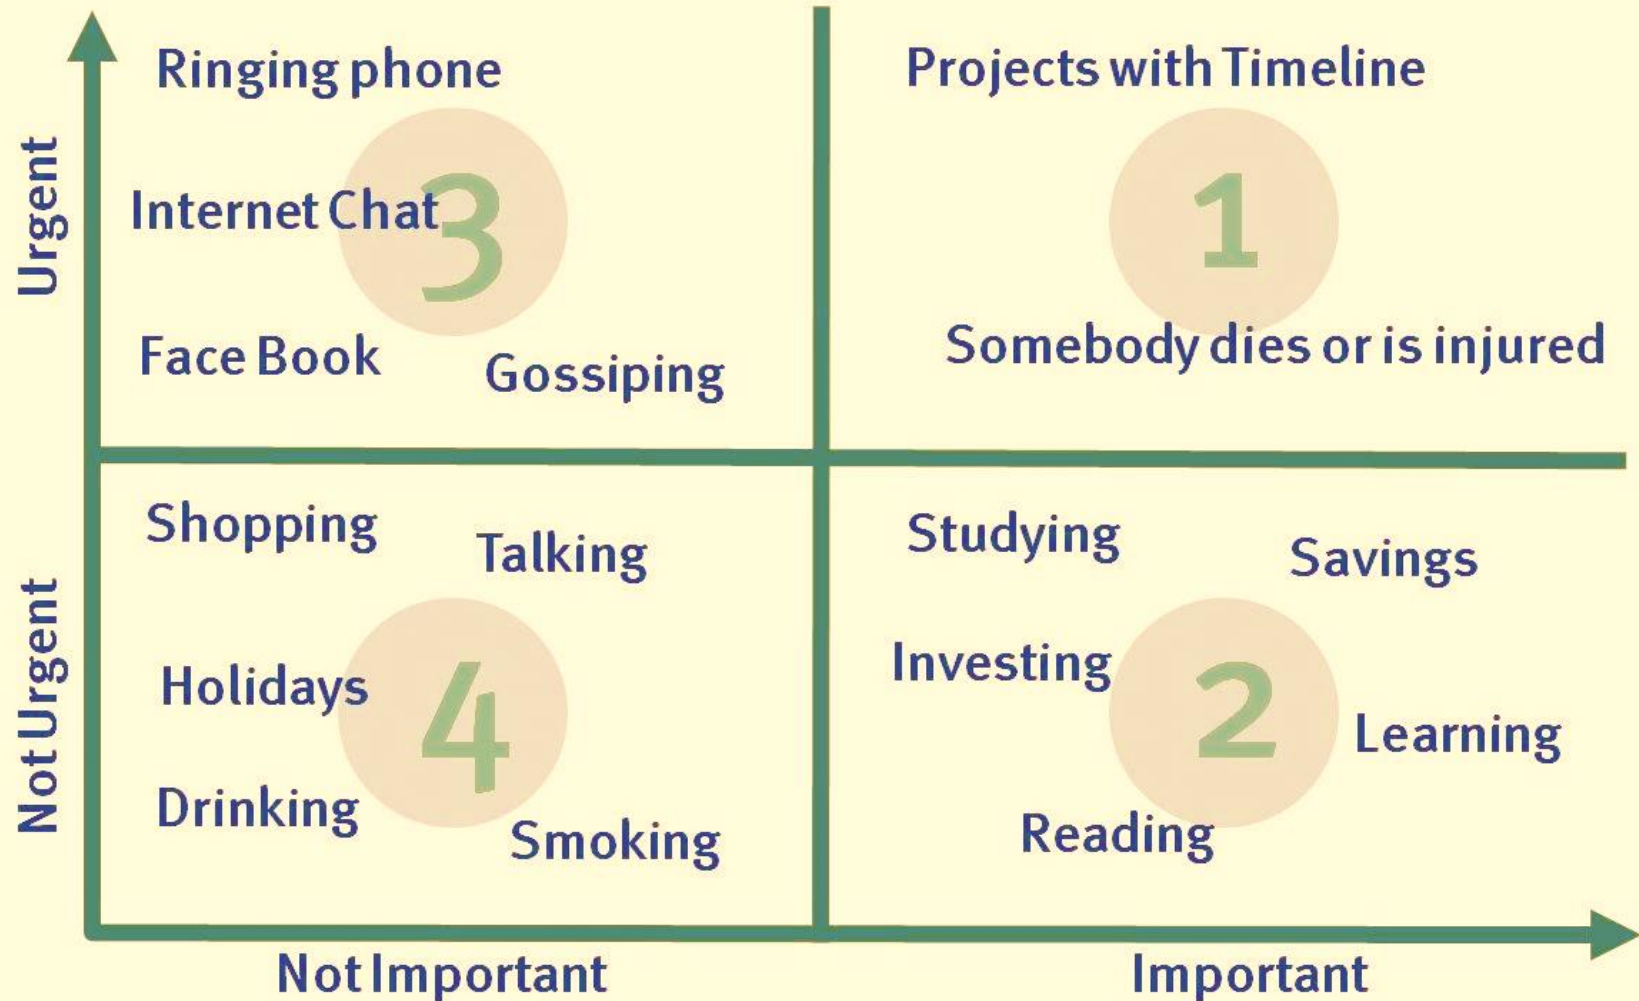 Urgent
Not Urgent
Ringing phone
Internet Chat
3
Face Book
Gossiping
Projects with Timeline
1
Somebody dies or is injured
Shopping
Talking
Holidays
4
Drinking
Smoking
Studying
Savings
Investing
2
Learning
Reading
Not Important
Important